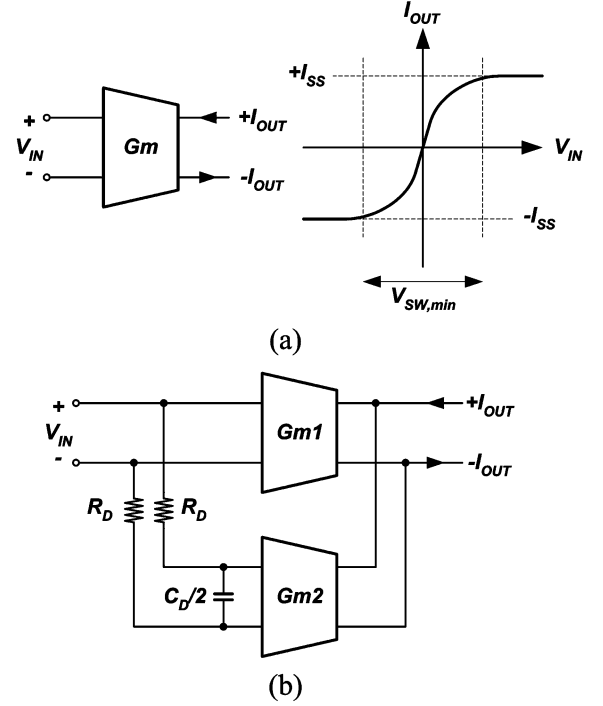 I_OUT
+I_SS
+
+I_OUT
V_IN
Gm
V_IN
-
-I_OUT
-I_SS
V_SW,min
(a)
+
+I_OUT
V_IN
Gm1
-
-I_OUT
R_D
R_D
C_D/2
Gm2
(b)